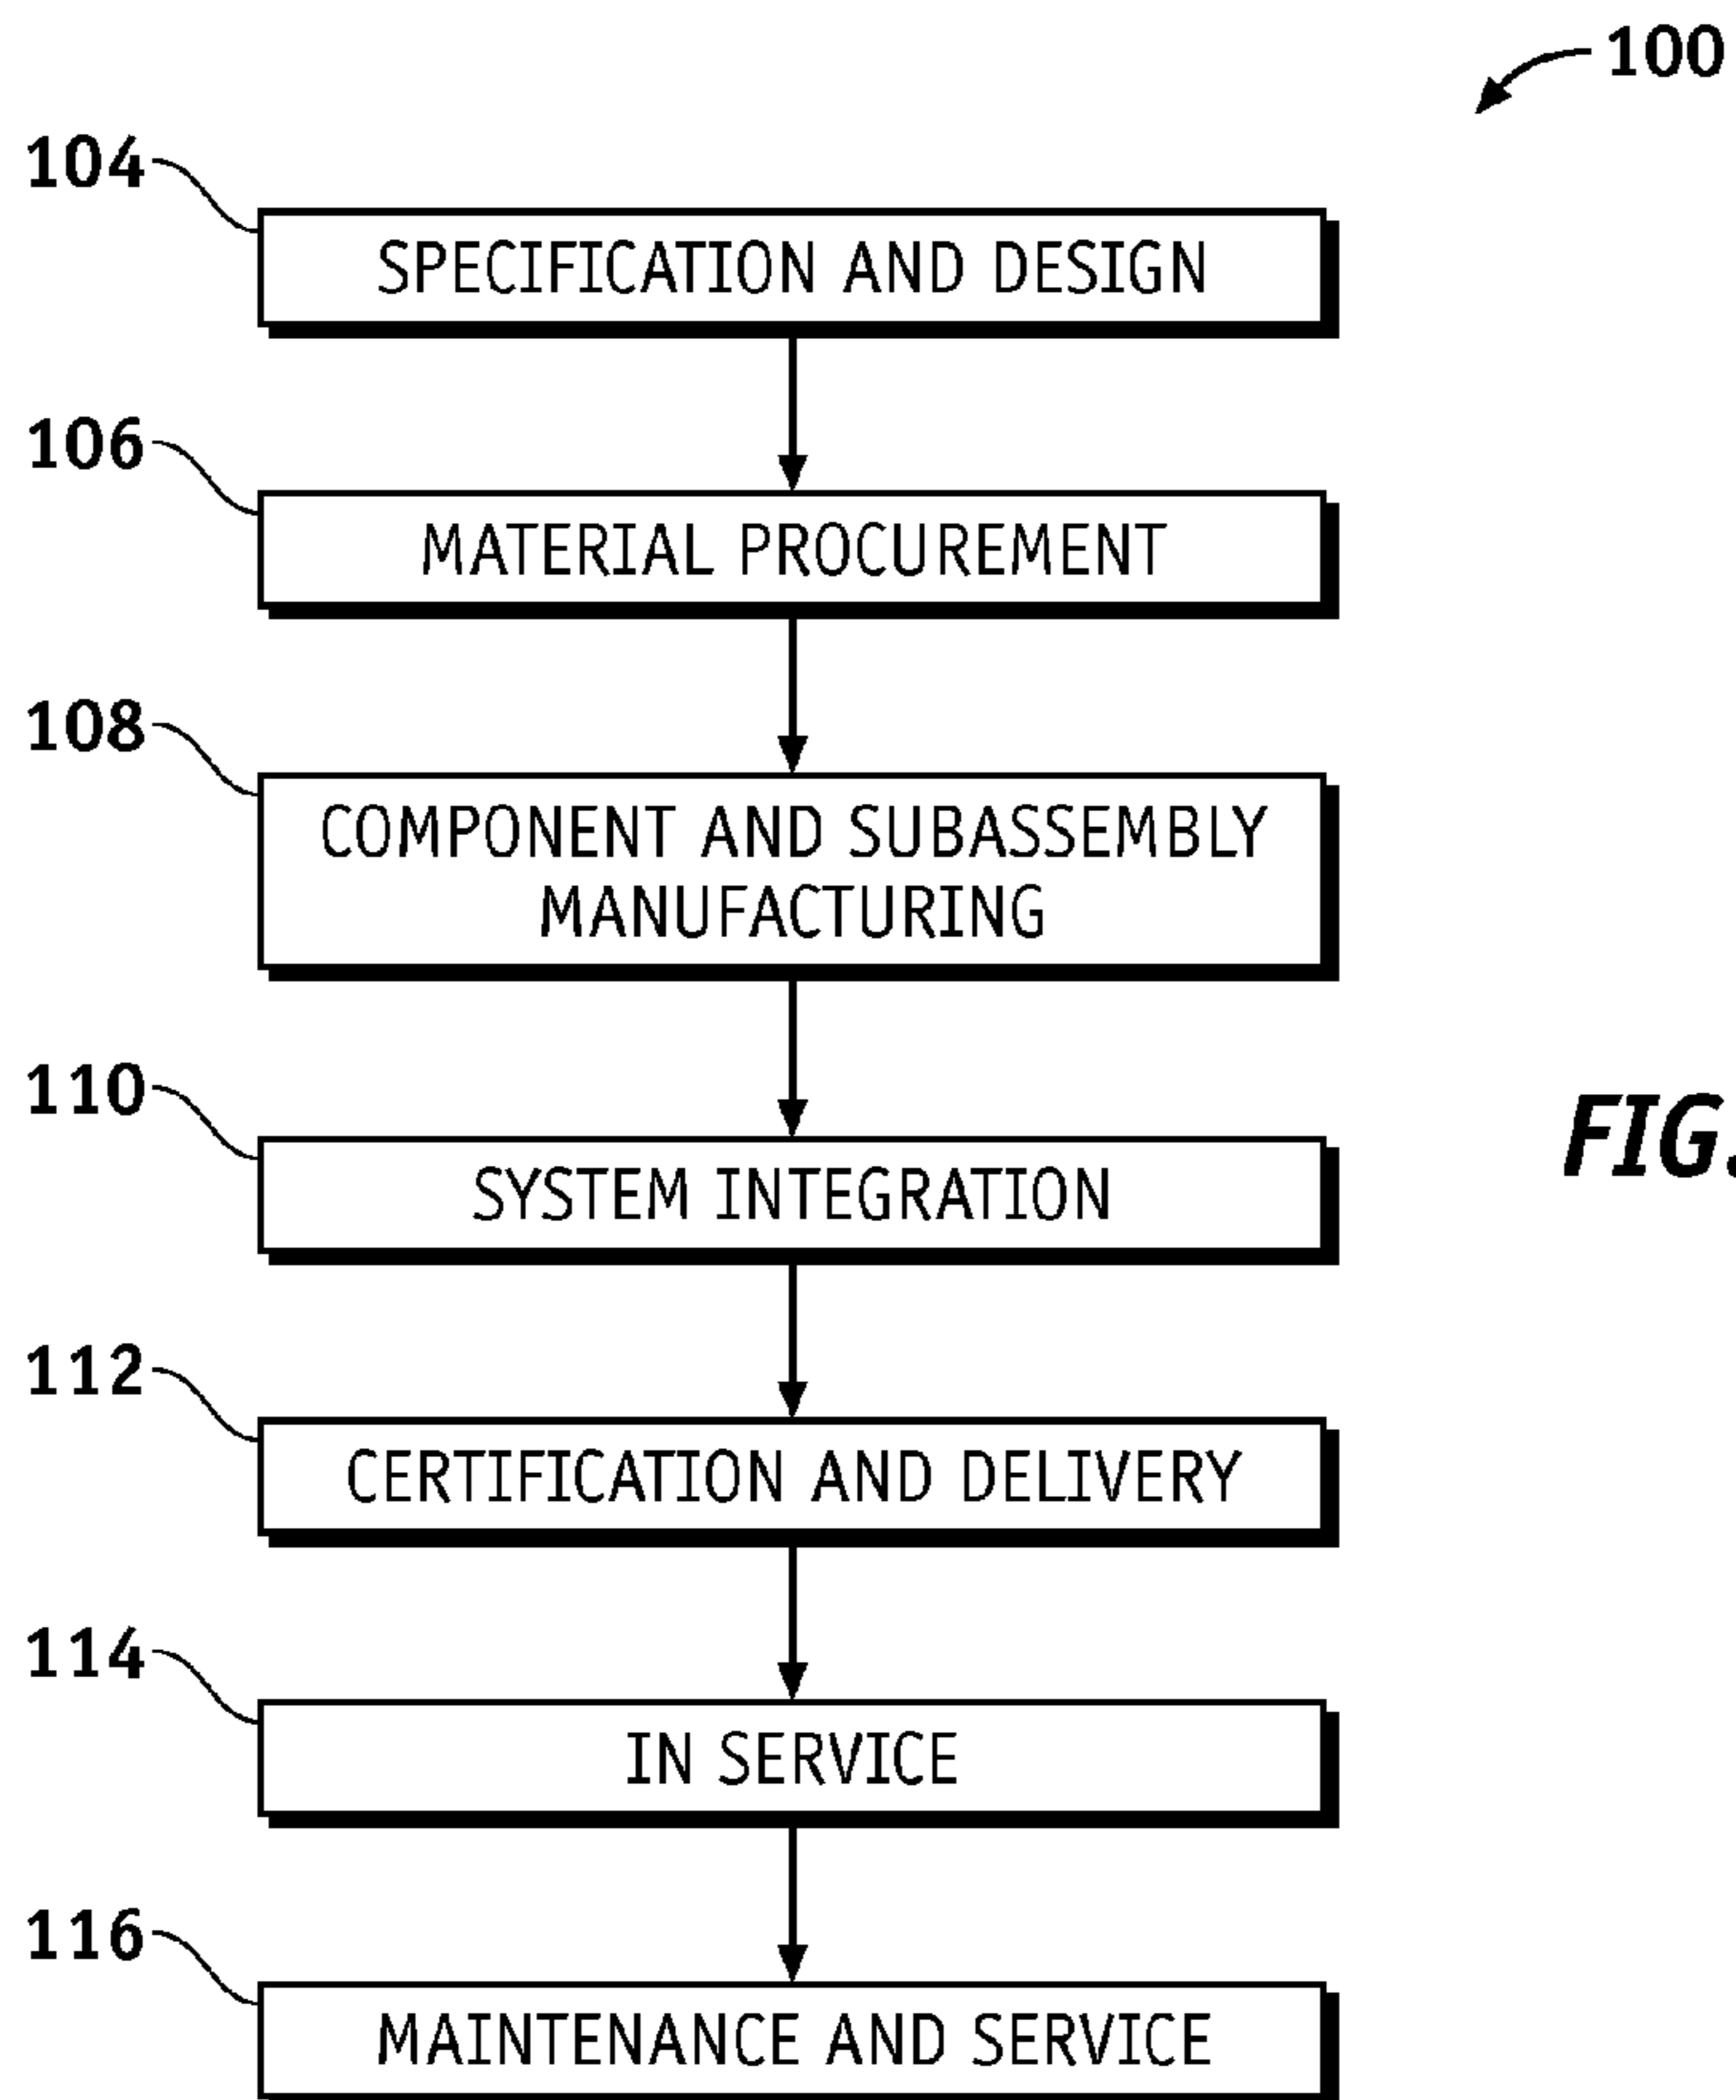 100
104
SPECIFICATION AND DESIGN
106
MATERIAL PROCUREMENT
108
COMPONENT AND SUBASSEMBLY
MANUFACTURING
110
SYSTEM INTEGRATION
FIG.
112
CERTIFICATION AND DELIVERY
114
IN SERVICE
116
MAINTENANCE AND SERVICE